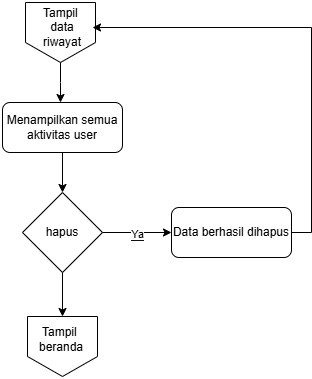 Tampil
data
riwayat
Menampilkan semua
aktivitas user
hapus
Ya
Data berhasil dihapus
Tampil
beranda